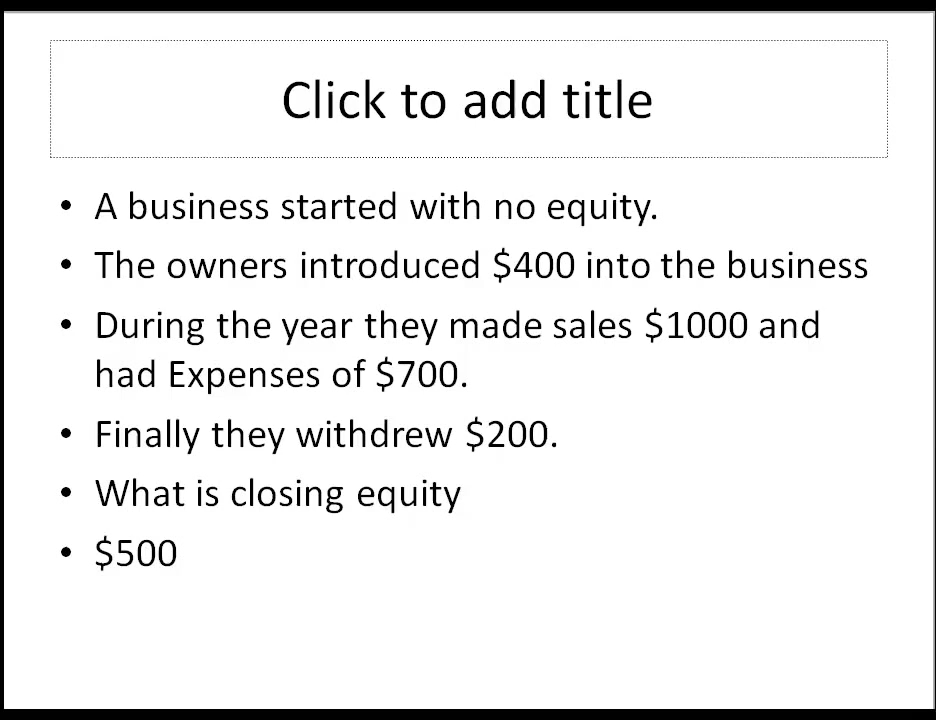 Click to add title
• A business started with no equity.
• The owners introduced $400 into the business
• During the year they made sales $1000 and
had Expenses of $700.
• Finally they withdrew $200.
• What is closing equity
• $500